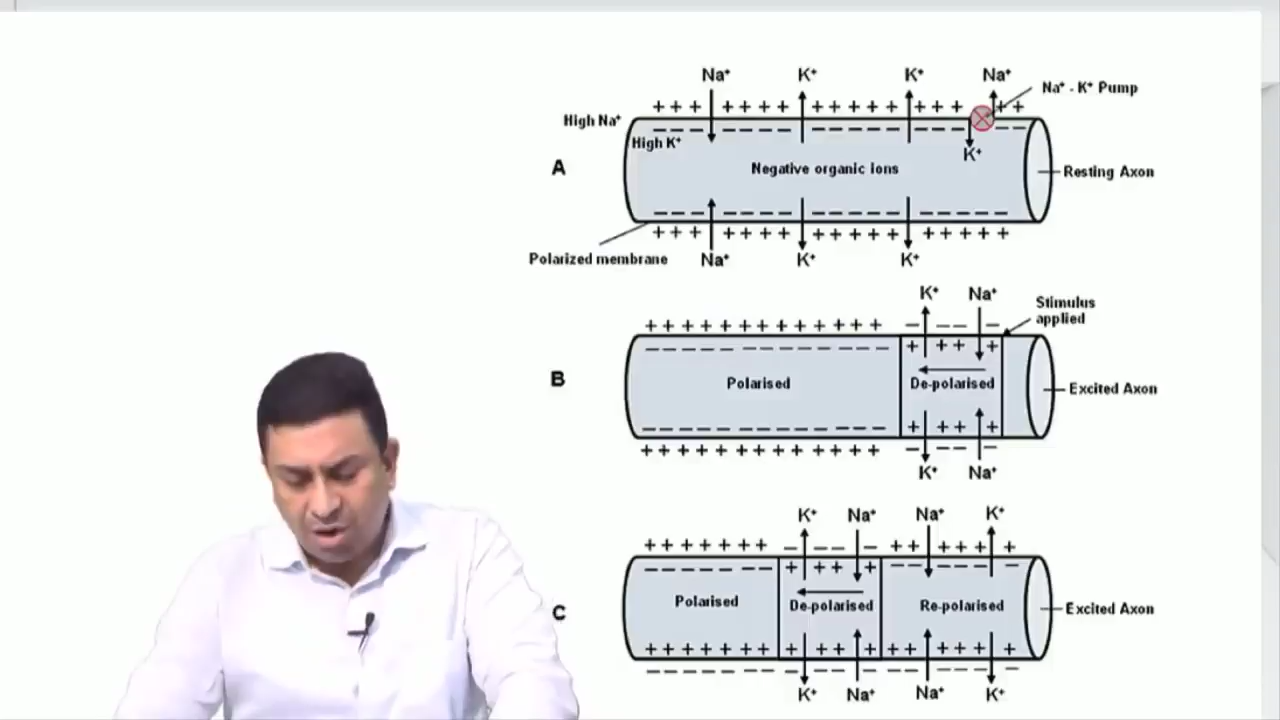 Na⁺ K⁺ K⁺ Na⁺
Na⁺ - K⁺ Pump
+ + + + + + + + + + + + + + + + + + +
High Na⁺
High K⁺
K⁺
A
Negative organic ions
Resting Axon
+ + + + + + + + + + + + + + + + + +
Polarized membrane
Na⁺ K⁺ K⁺
K⁺ Na⁺
Stimulus
applied
+ + + + + + + + + + + + +
+ + + +
B
Polarised
De-polarised
Excited Axon
+ + + +
+ + + + + + + + + + + + +
K⁺ Na⁺
K⁺ Na⁺ Na⁺ K⁺
+ + + + + + + + + + + + +
+ + + +
C
Polarised
De-polarised
Re-polarised
Excited Axon
+ + + + + + + + + + + + + + + + +
K⁺ Na⁺ Na⁺ K⁺